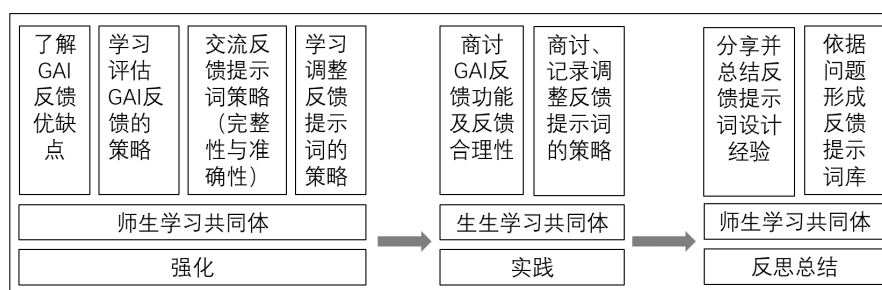 了解
GAI
反馈
优缺
点
学习
评估
GAI反
馈的
策略
交流反
馈提示
词策略
（完整
性与准
确性）
学习
调整
反馈
提示
词的
策略
师生学习共同体
强化
商讨
GAI反
馈功能
及反馈
合理性
商讨、
记录调
整反馈
提示词
的策略
生生学习共同体
实践
分享并
总结反
馈提示
词设计
经验
依据
问题
形成
反馈
提示
词库
师生学习共同体
反思总结